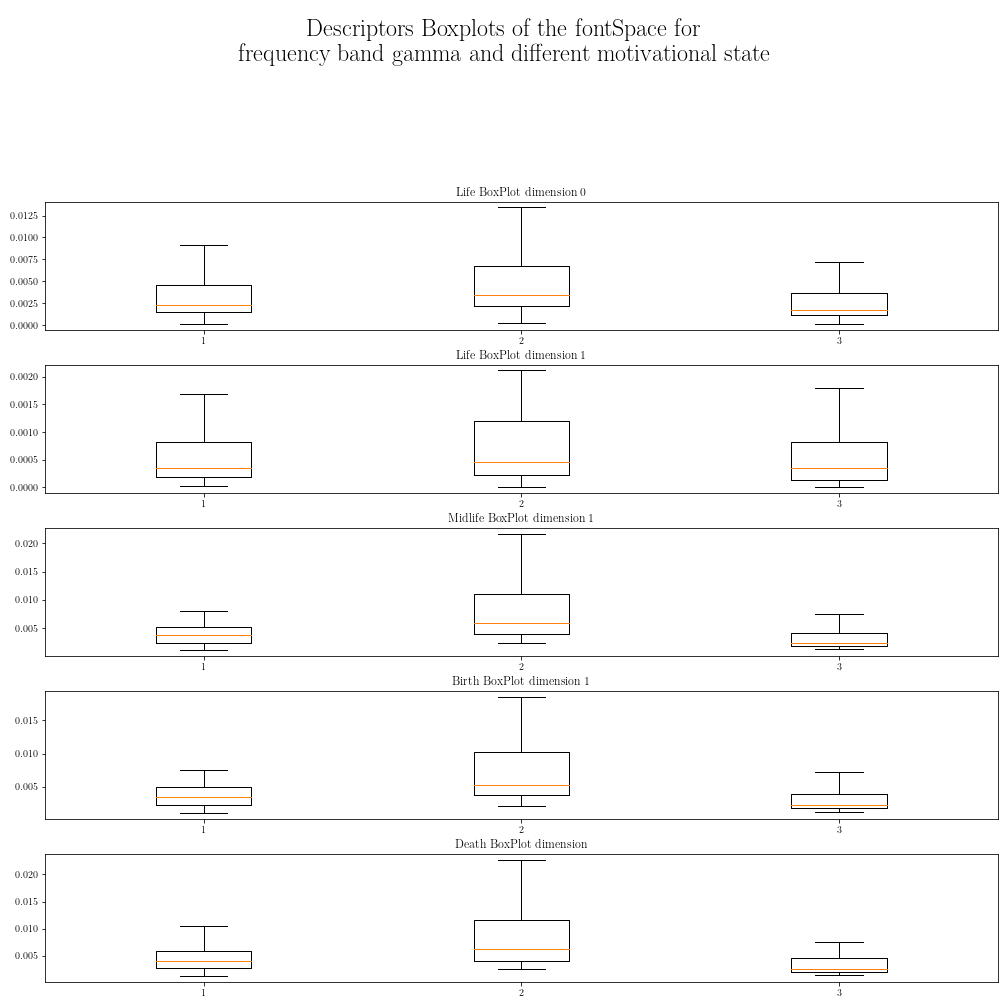 Descriptors Boxplots of the fontSpace for
frequency band gamma and different motivational state
Life BoxPlot dimension 0
0.0125
0.0100
0.0075
0.0050
0.0025
0.0000
1 2 3
Life BoxPlot dimension 1
0.0020
0.0015
0.0010
0.0005
0.0000
1 2 3
Midlife BoxPlot dimension 1
0.020
0.015
0.010
0.005
1 2 3
Birth BoxPlot dimension 1
0.015
0.010
0.005
1 2 3
Death BoxPlot dimension
0.020
0.015
0.010
0.005
1 2 3